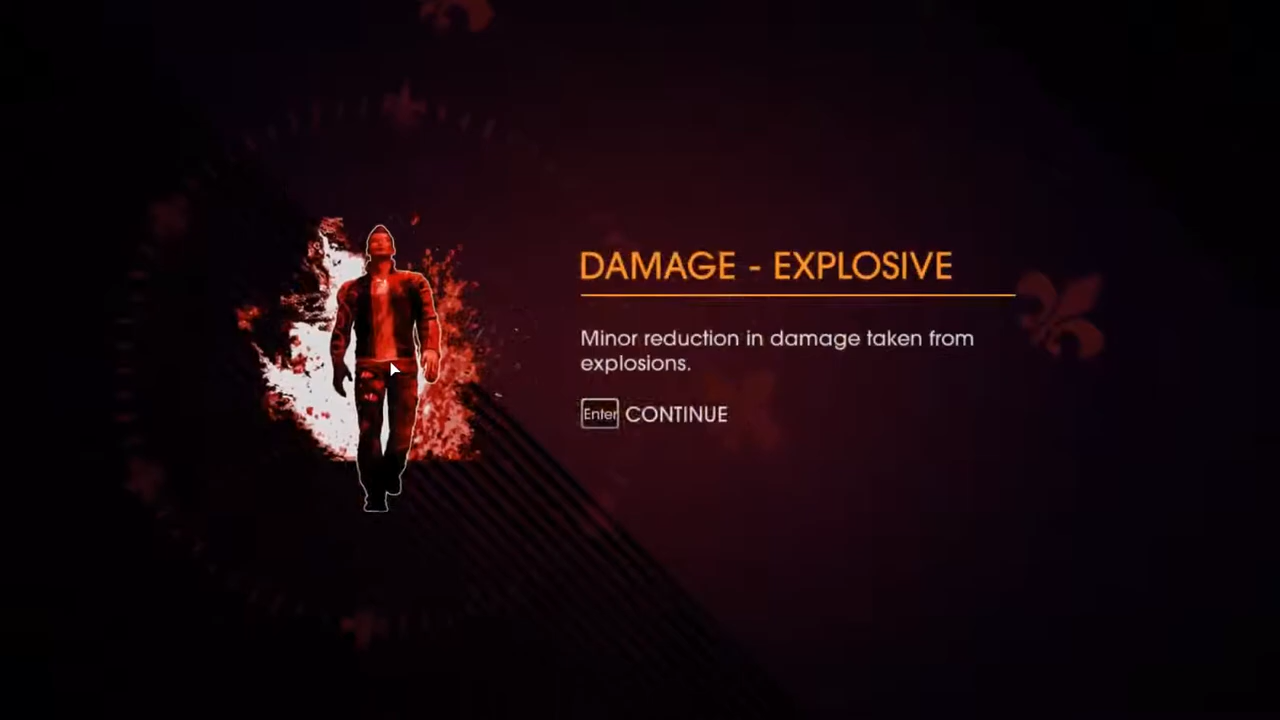 DAMAGE - EXPLOSIVE
Minor reduction in damage taken from
explosions.
Enter CONTINUE